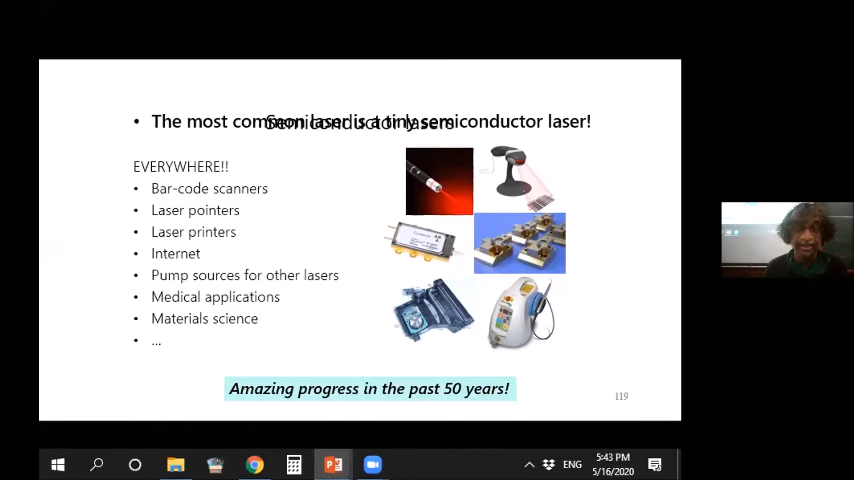 • The most common laser is a tiny semiconductor laser!
Semiconductor lasers
EVERYWHERE!!
• Bar-code scanners
• Laser pointers
• Laser printers
• Internet
• Pump sources for other lasers
• Medical applications
• Materials science
• ...
Amazing progress in the past 50 years!
119
ENG
5:43 PM
5/16/2020